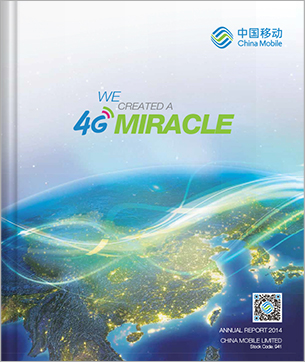 中国移动
China Mobile
WE
CREATED A
4G MIRACLE
ANNUAL REPORT 2014
CHINA MOBILE LIMITED
Stock Code: 941